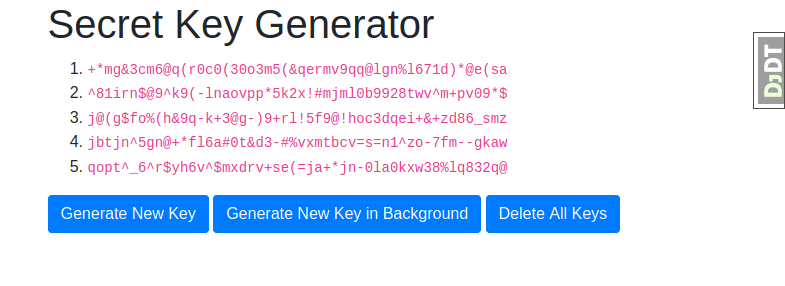 Secret Key Generator
1. +*mg&3cm6@q(r0c0(30o3m5(&qermv9qq@lgn%l671d)*@e(sa
2. ^81irn$@9^k9(-lnaovpp*5k2x!#mjml0b9928twv^m+pv09*$
3. j@(g$fo%(h&9q-k+3@g-)9+rl!5f9@!hoc3dqei+&+zd86_smz
4. jbtjn^5gn@+*fl6a#0t&d3-#%vxmtbcv=s=n1^zo-7fm--gkaw
5. qopt^_6^r$yh6v^$mxdrv+se(=ja+*jn-0la0kxw38%lq832q@
Generate New Key Generate New Key in Background Delete All Keys
DJDT